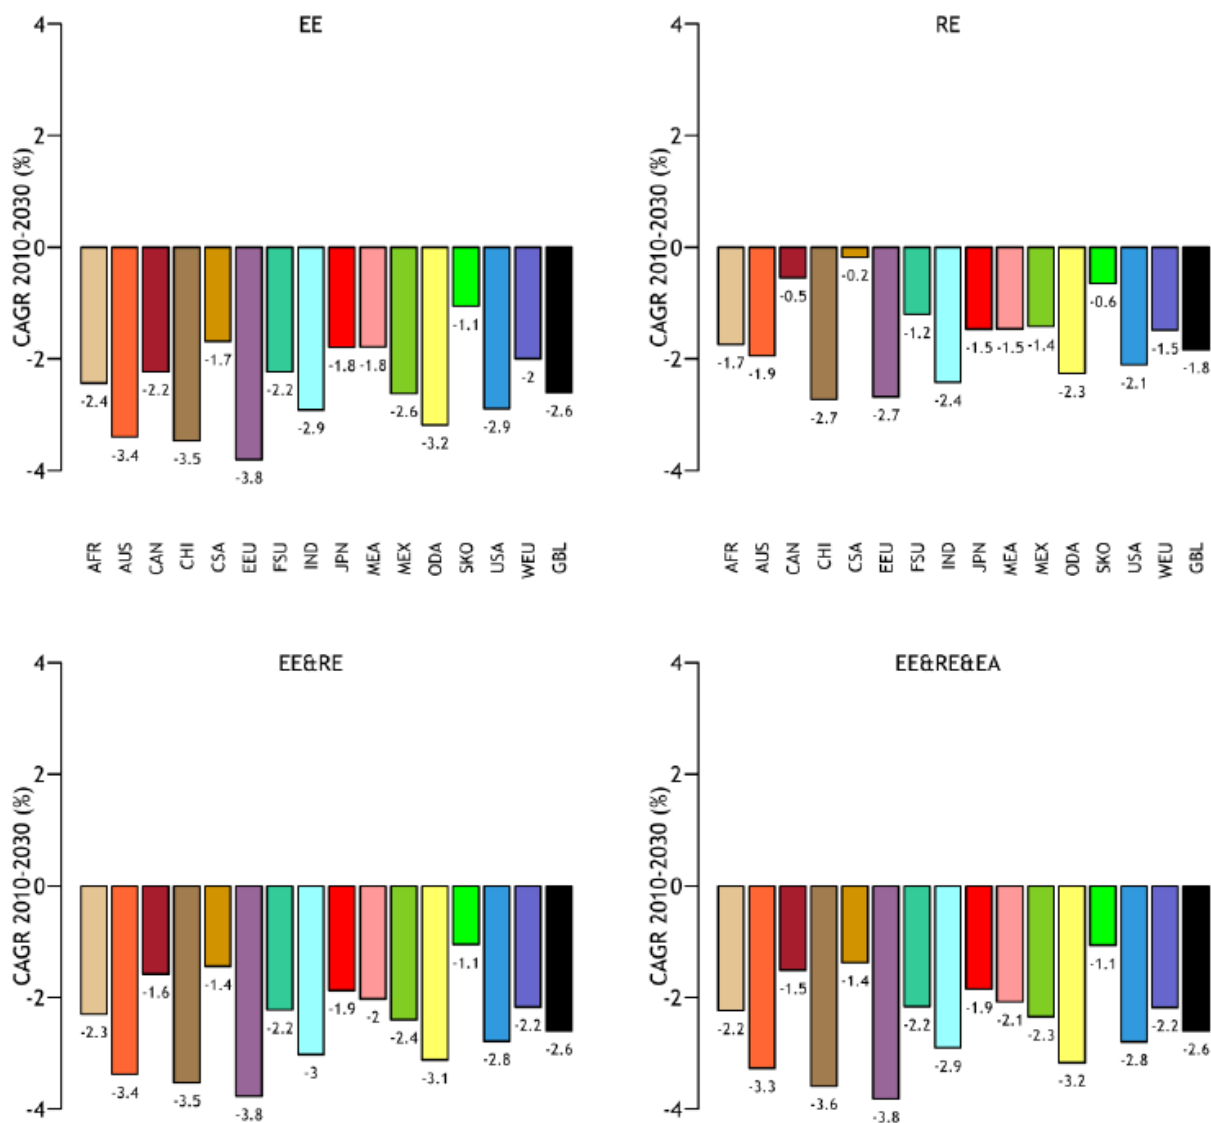 EE
4
2
0
-2
-4
CAGR 2010-2030 (%)
-2.4
-3.4
-2.2
-3.5
-1.7
-3.8
-2.2
-2.9
-1.8
-1.8
-2.6
-3.2
-1.1
-2.9
-2
-2.6
AFR
AUS
CAN
CHI
CSA
EEU
FSU
IND
JPN
MEA
MEX
ODA
SKO
USA
WEU
GBL
RE
4
2
0
-2
-4
CAGR 2010-2030 (%)
-1.7
-1.9
-0.5
-2.7
-0.2
-2.7
-1.2
-2.4
-1.5
-1.5
-1.4
-2.3
-0.6
-2.1
-1.5
-1.8
AFR
AUS
CAN
CHI
CSA
EEU
FSU
IND
JPN
MEA
MEX
ODA
SKO
USA
WEU
GBL
EE&RE
4
2
0
-2
-4
CAGR 2010-2030 (%)
-2.3
-3.4
-1.6
-3.5
-1.4
-3.8
-2.2
-3
-1.9
-2
-2.4
-3.1
-1.1
-2.8
-2.2
-2.6
EE&RE&EA
4
2
0
-2
-4
CAGR 2010-2030 (%)
-2.2
-3.3
-1.5
-3.6
-1.4
-3.8
-2.2
-2.9
-1.9
-2.1
-2.3
-3.2
-1.1
-2.8
-2.2
-2.6